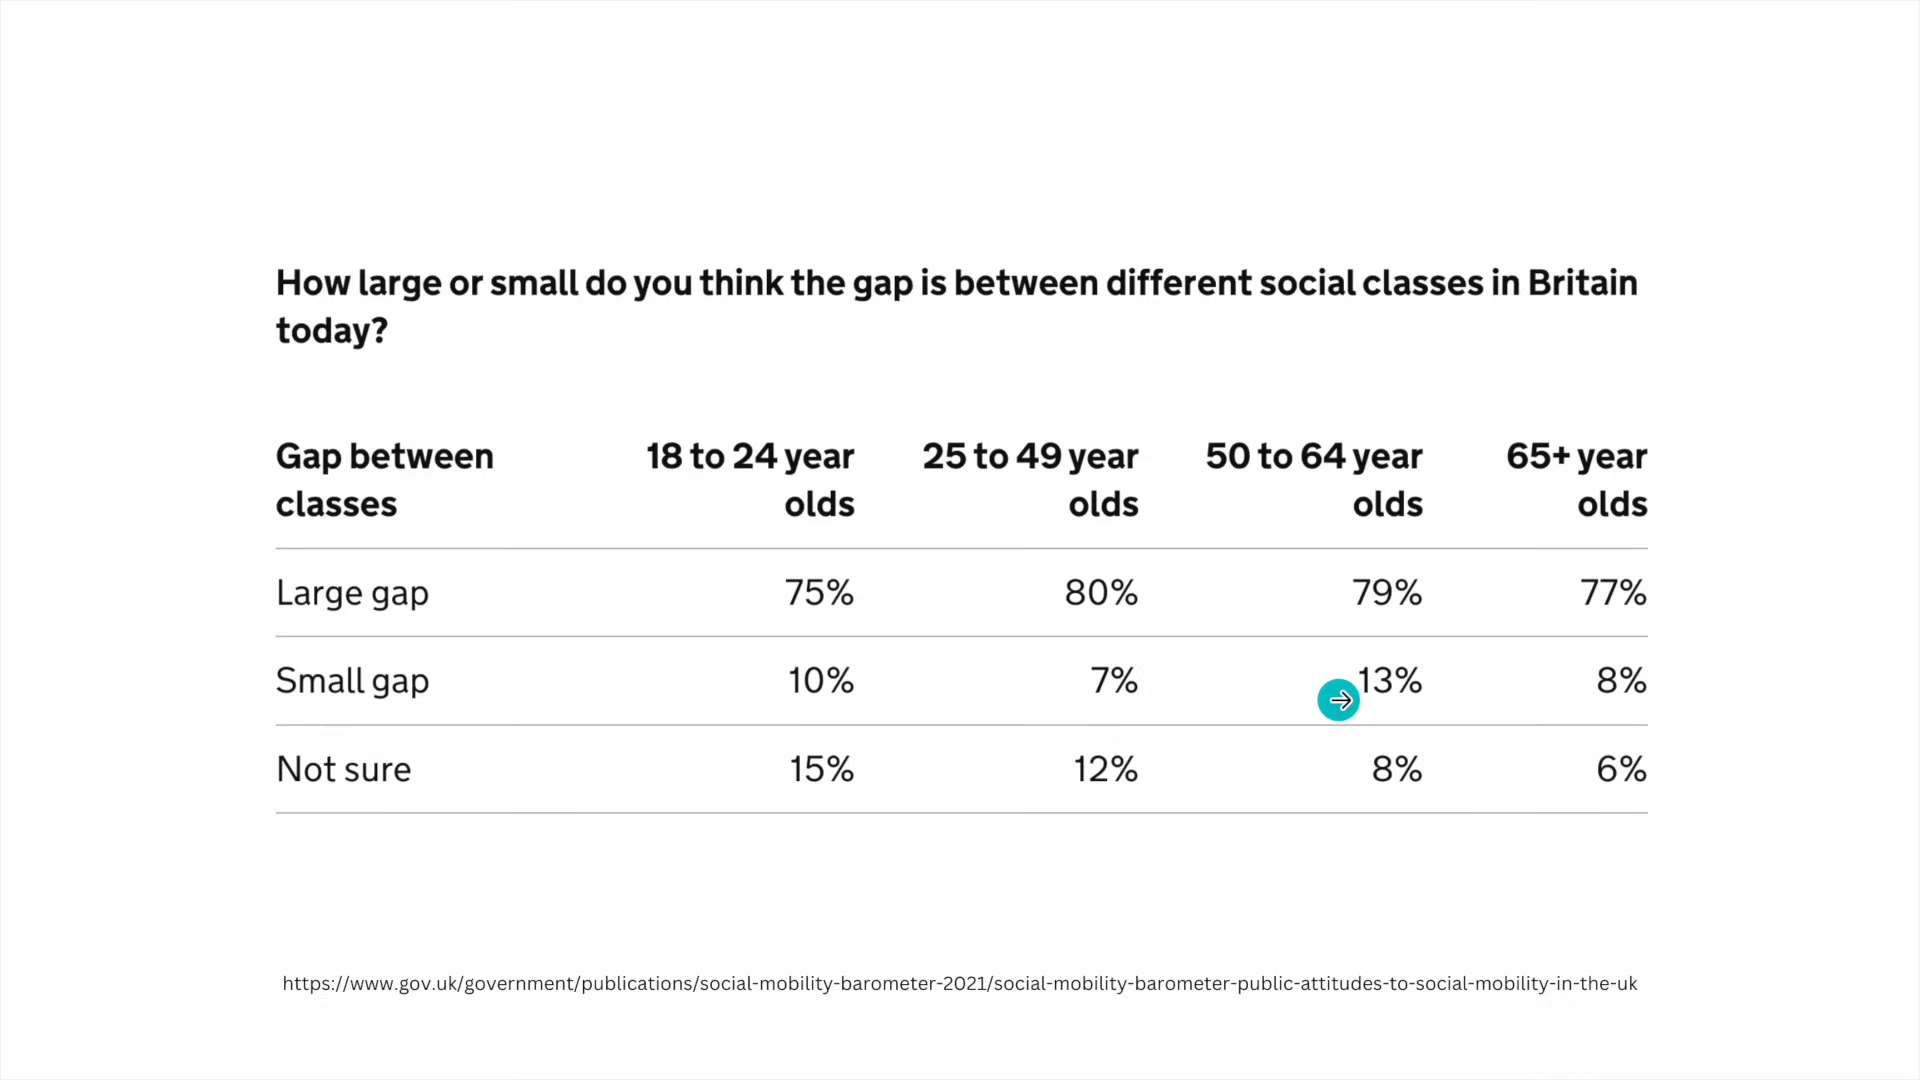 How large or small do you think the gap is between different social classes in Britain
today?
Gap between classes 18 to 24 year olds 25 to 49 year olds 50 to 64 year olds 65+ year olds
Large gap 75% 80% 79% 77%
Small gap 10% 7% 13% 8%
Not sure 15% 12% 8% 6%
https://www.gov.uk/government/publications/social-mobility-barometer-2021/social-mobility-barometer-public-attitudes-to-social-mobility-in-the-uk